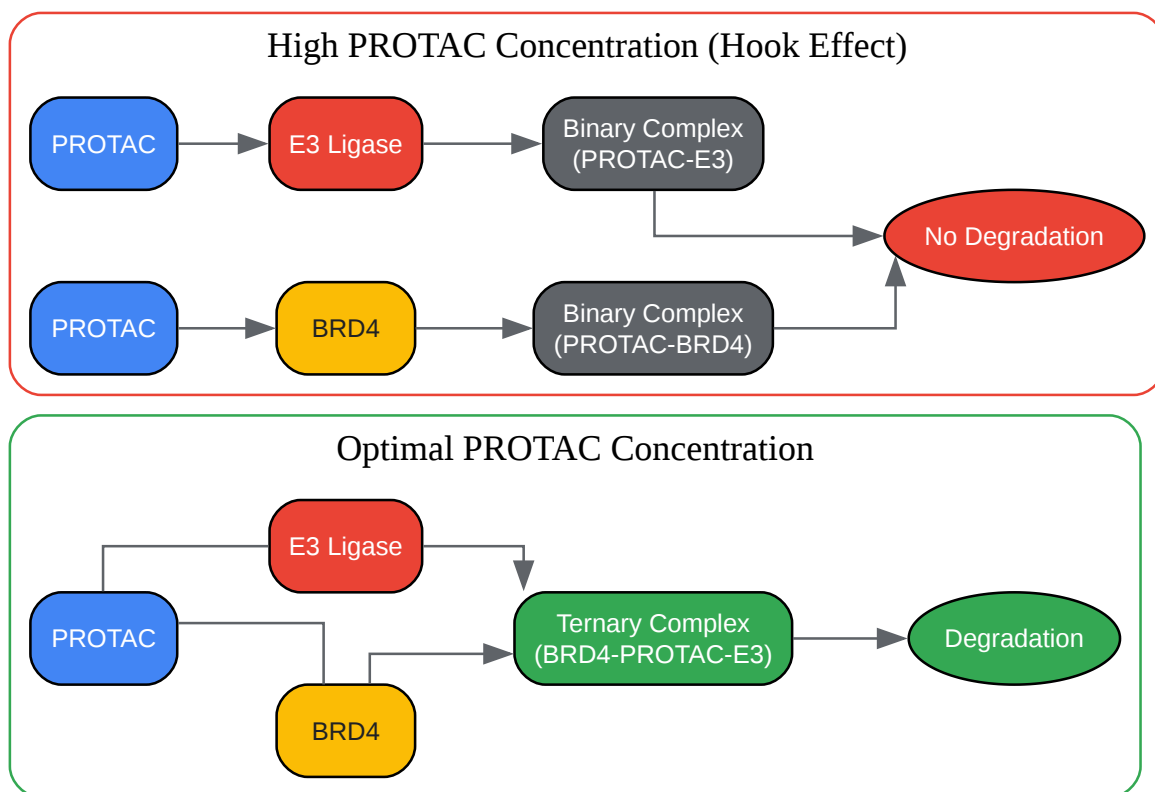 High PROTAC Concentration (Hook Effect)
PROTAC
E3 Ligase
Binary Complex
(PROTAC-E3)
No Degradation
PROTAC
BRD4
Binary Complex
(PROTAC-BRD4)
Optimal PROTAC Concentration
E3 Ligase
PROTAC
Ternary Complex
(BRD4-PROTAC-E3)
Degradation
BRD4